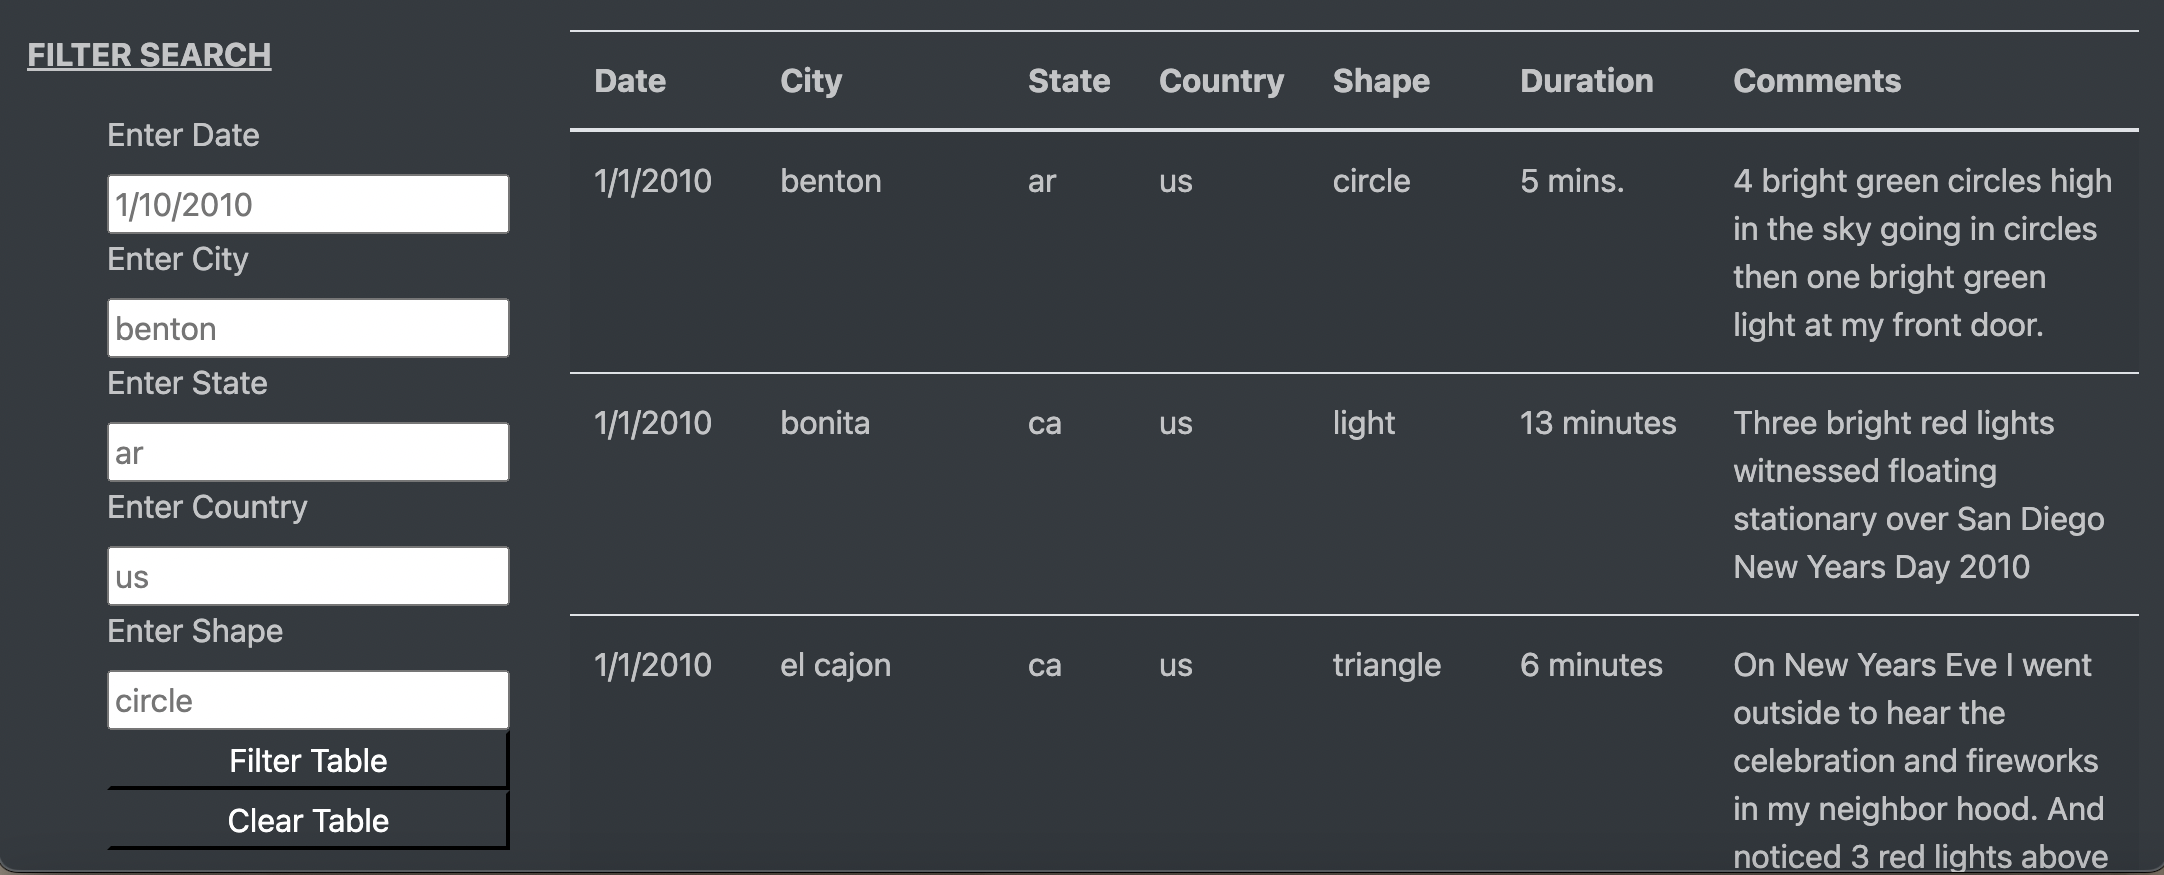 FILTER SEARCH
Enter Date
1/10/2010
Enter City
benton
Enter State
ar
Enter Country
us
Enter Shape
circle
Filter Table
Clear Table
Date City State Country Shape Duration Comments
1/1/2010 benton ar us circle 5 mins. 4 bright green circles high
in the sky going in circles
then one bright green
light at my front door.
1/1/2010 bonita ca us light 13 minutes Three bright red lights
witnessed floating
stationary over San Diego
New Years Day 2010
1/1/2010 el cajon ca us triangle 6 minutes On New Years Eve I went
outside to hear the
celebration and fireworks
in my neighbor hood. And
noticed 3 red lights above